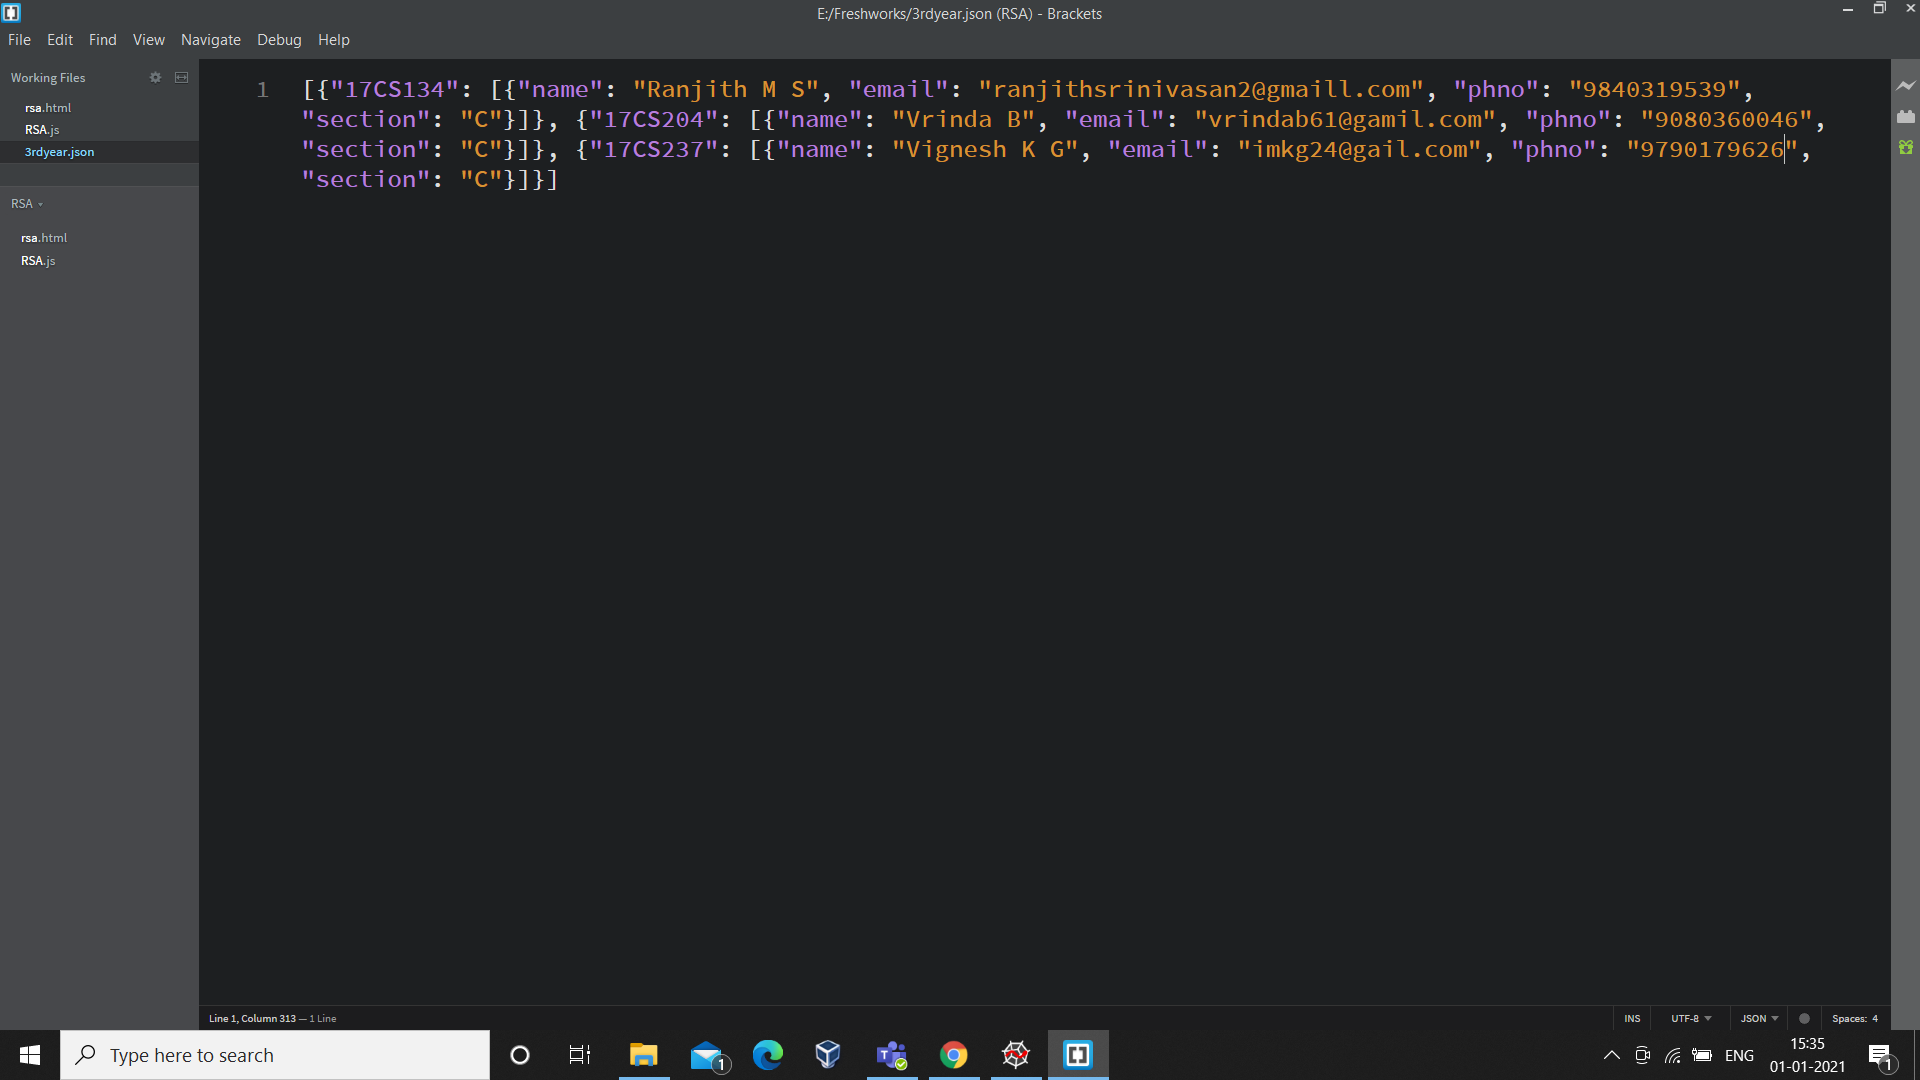 E:/Freshworks/3rdyear.json (RSA) - Brackets
File Edit Find View Navigate Debug Help
Working Files
rsa.html
RSA.js
3rdyear.json
RSA
rsa.html
RSA.js
1 [{"17CS134": [{"name": "Ranjith M S", "email": "ranjithsrinivasan2@gmaill.com", "phno": "9840319539",
"section": "C"}]}, {"17CS204": [{"name": "Vrinda B", "email": "vrindab61@gamil.com", "phno": "9080360046",
"section": "C"}]}, {"17CS237": [{"name": "Vignesh K G", "email": "imkg24@gail.com", "phno": "9790179626",
"section": "C"}]}]
Line 1, Column 313 — 1 Line
INS UTF-8 JSON Spaces: 4
Type here to search
1
T
ENG
15:35
01-01-2021
1